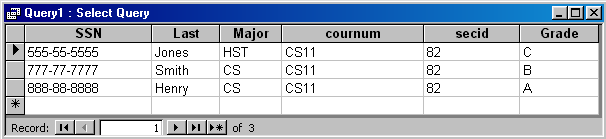 Query1 : Select Query
SSN Last Major cournum secid Grade
555-55-5555 Jones HST CS11 82 C
777-77-7777 Smith CS CS11 82 B
888-88-8888 Henry CS CS11 82 A
Record: 1 of 3